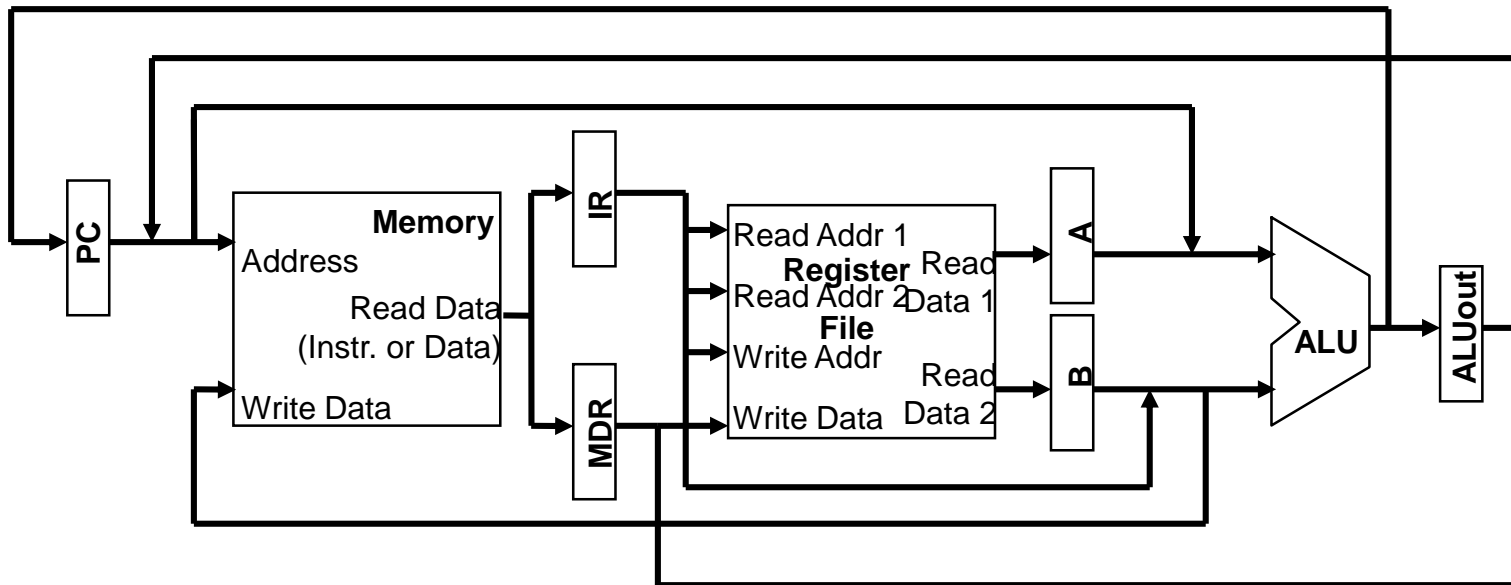 PC
Memory
Address
Read Data
(Instr. or Data)
Write Data
IR
MDR
Read Addr 1
Register
Read Addr 2
File
Write Addr
Write Data
Read
Data 1
Read
Data 2
A
B
ALU
ALUout